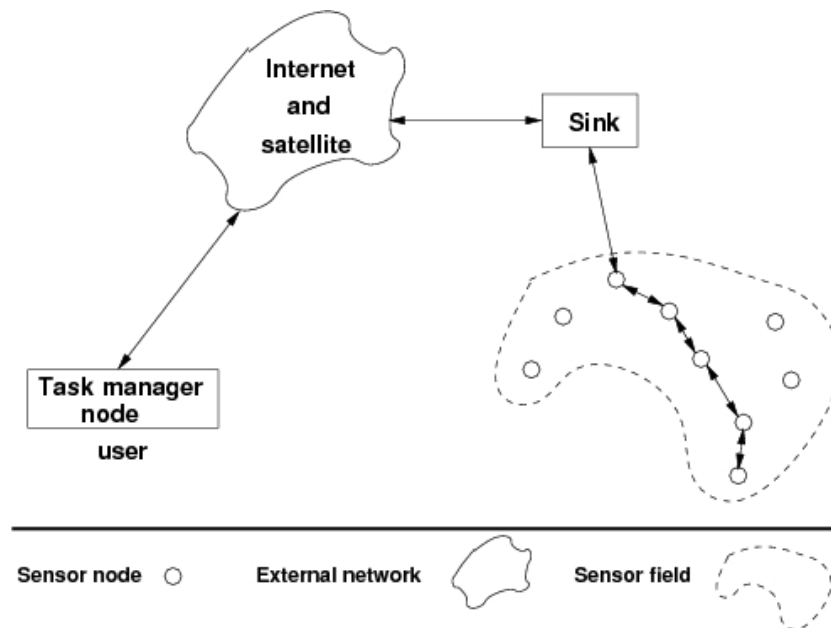 Internet
and
satellite
Sink
Task manager
node
user
Sensor node
External network
Sensor field